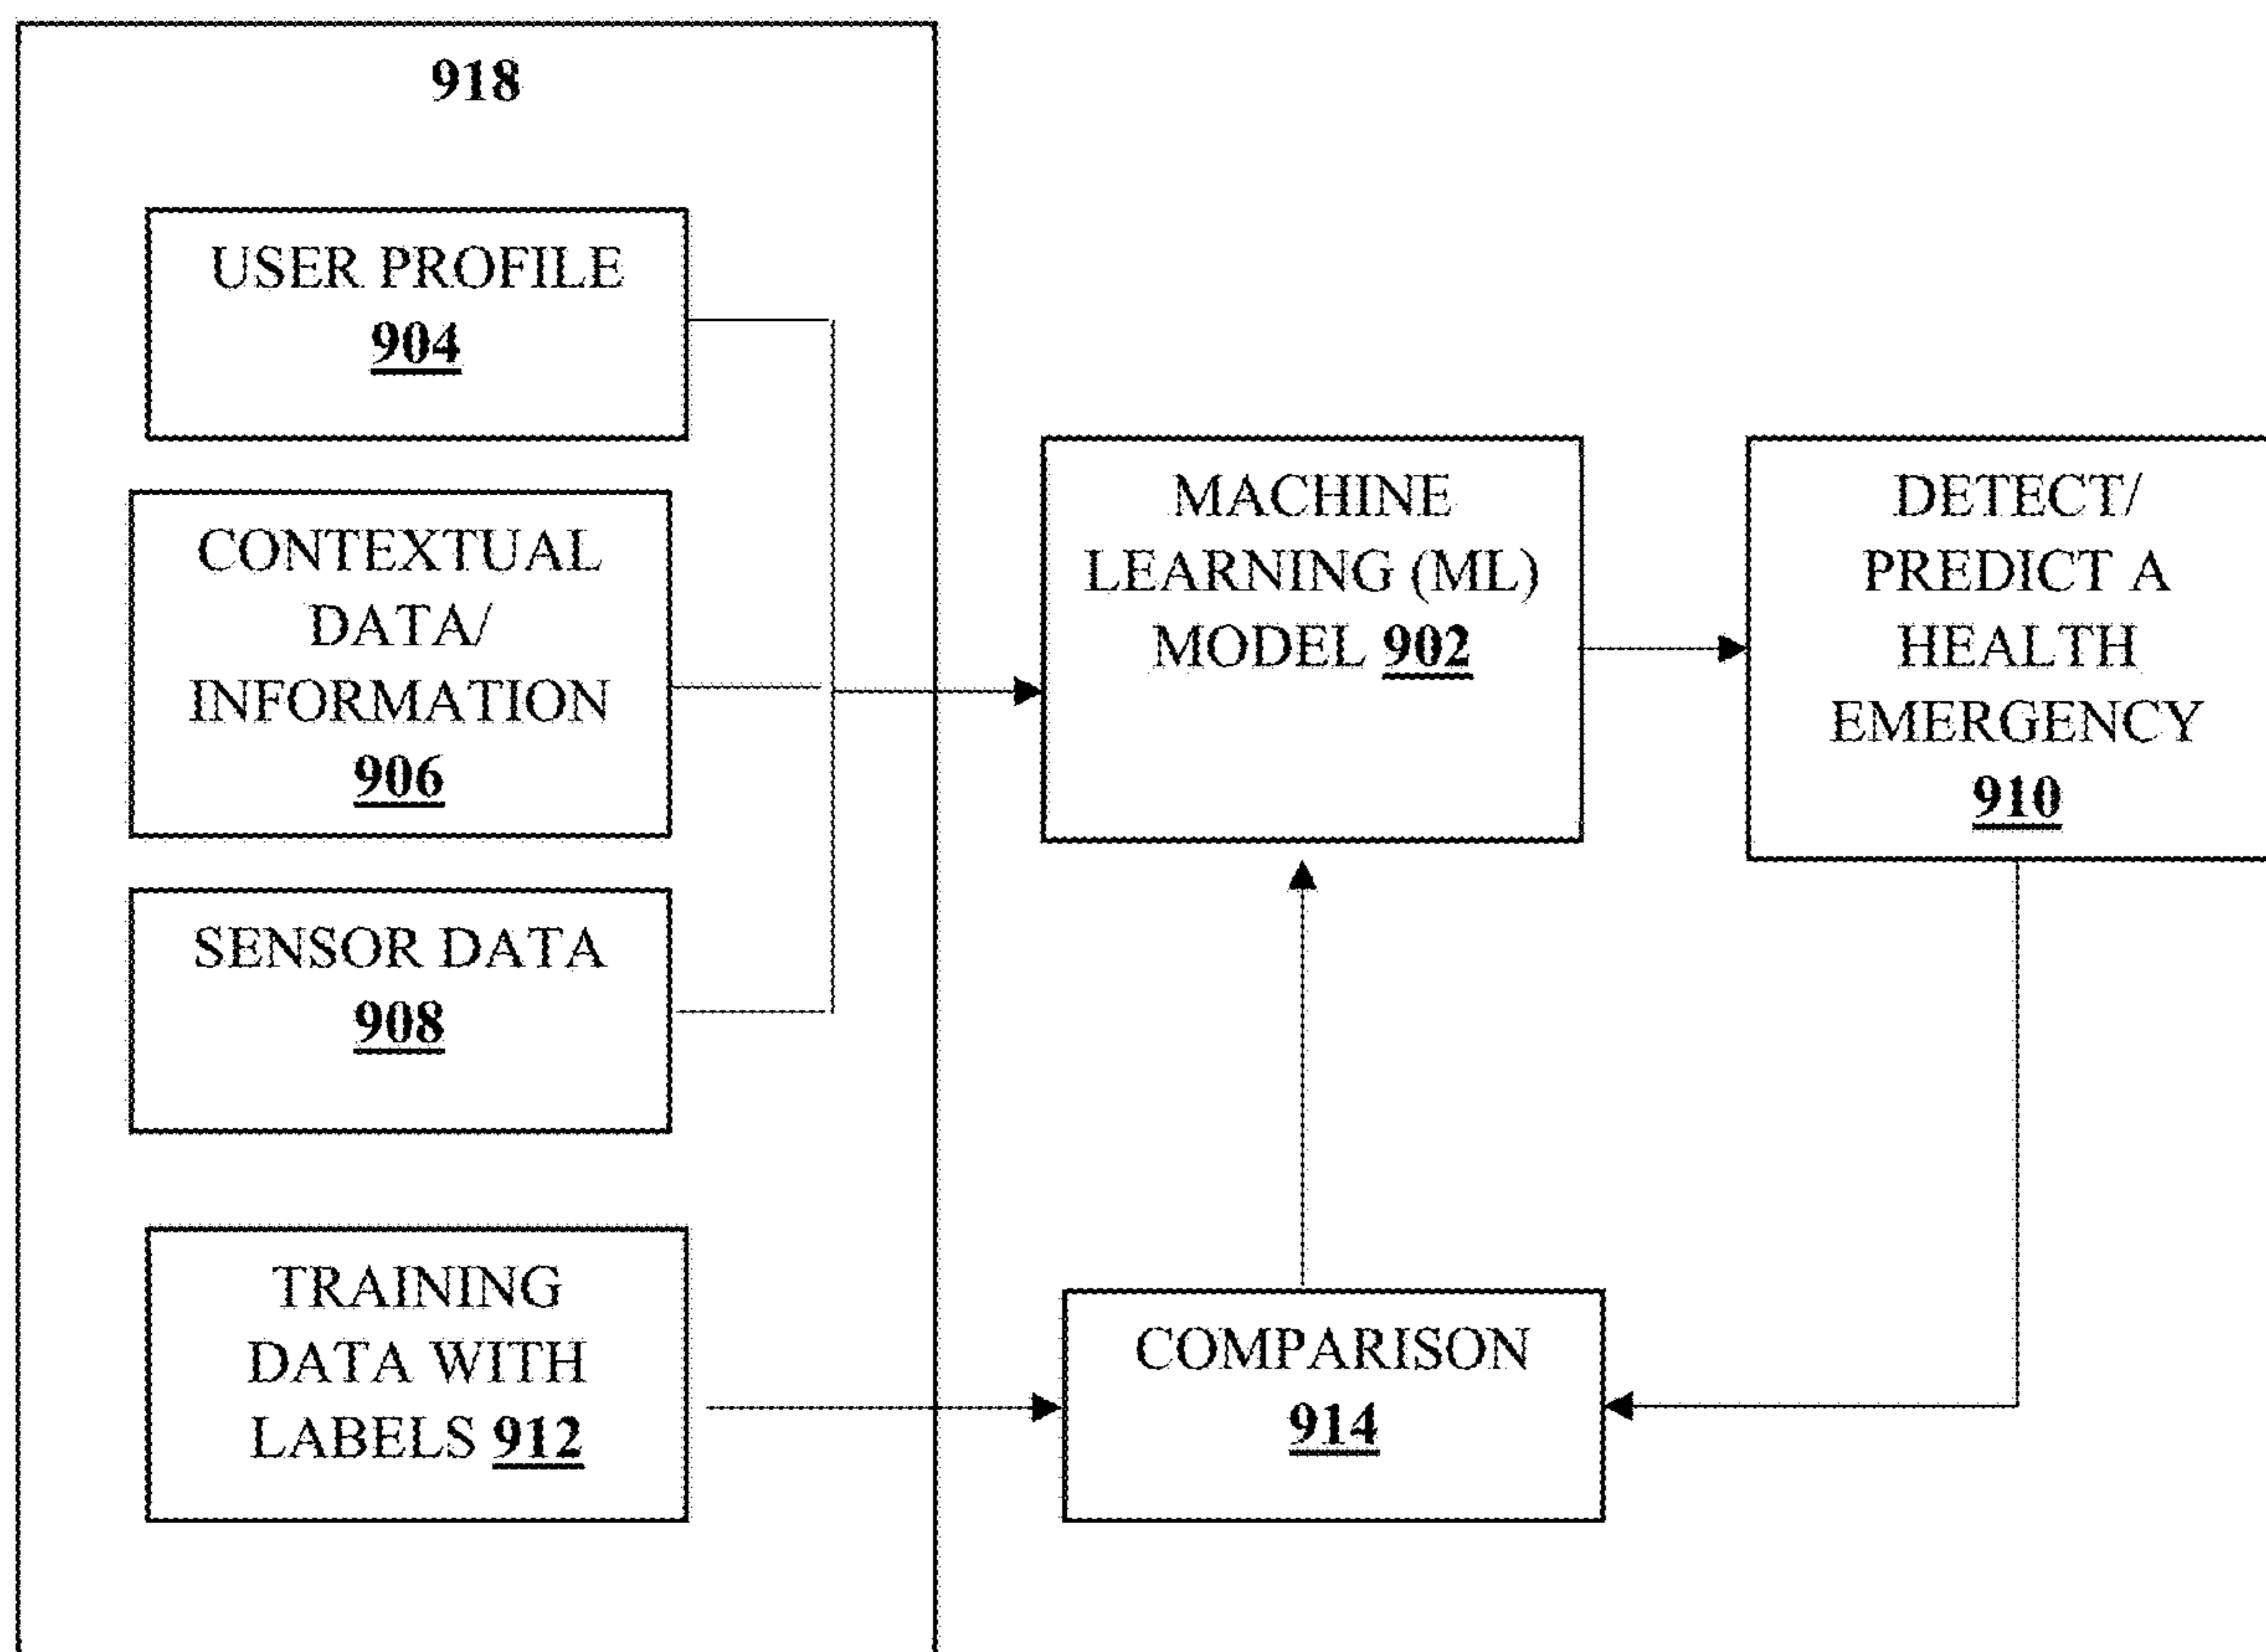 918
USER PROFILE
904
CONTEXTUAL
DATA/
INFORMATION
906
SENSOR DATA
908
TRAINING
DATA WITH
LABELS 912
MACHINE
LEARNING (ML)
MODEL 902
DETECT/
PREDICT A
HEALTH
EMERGENCY
910
COMPARISON
914